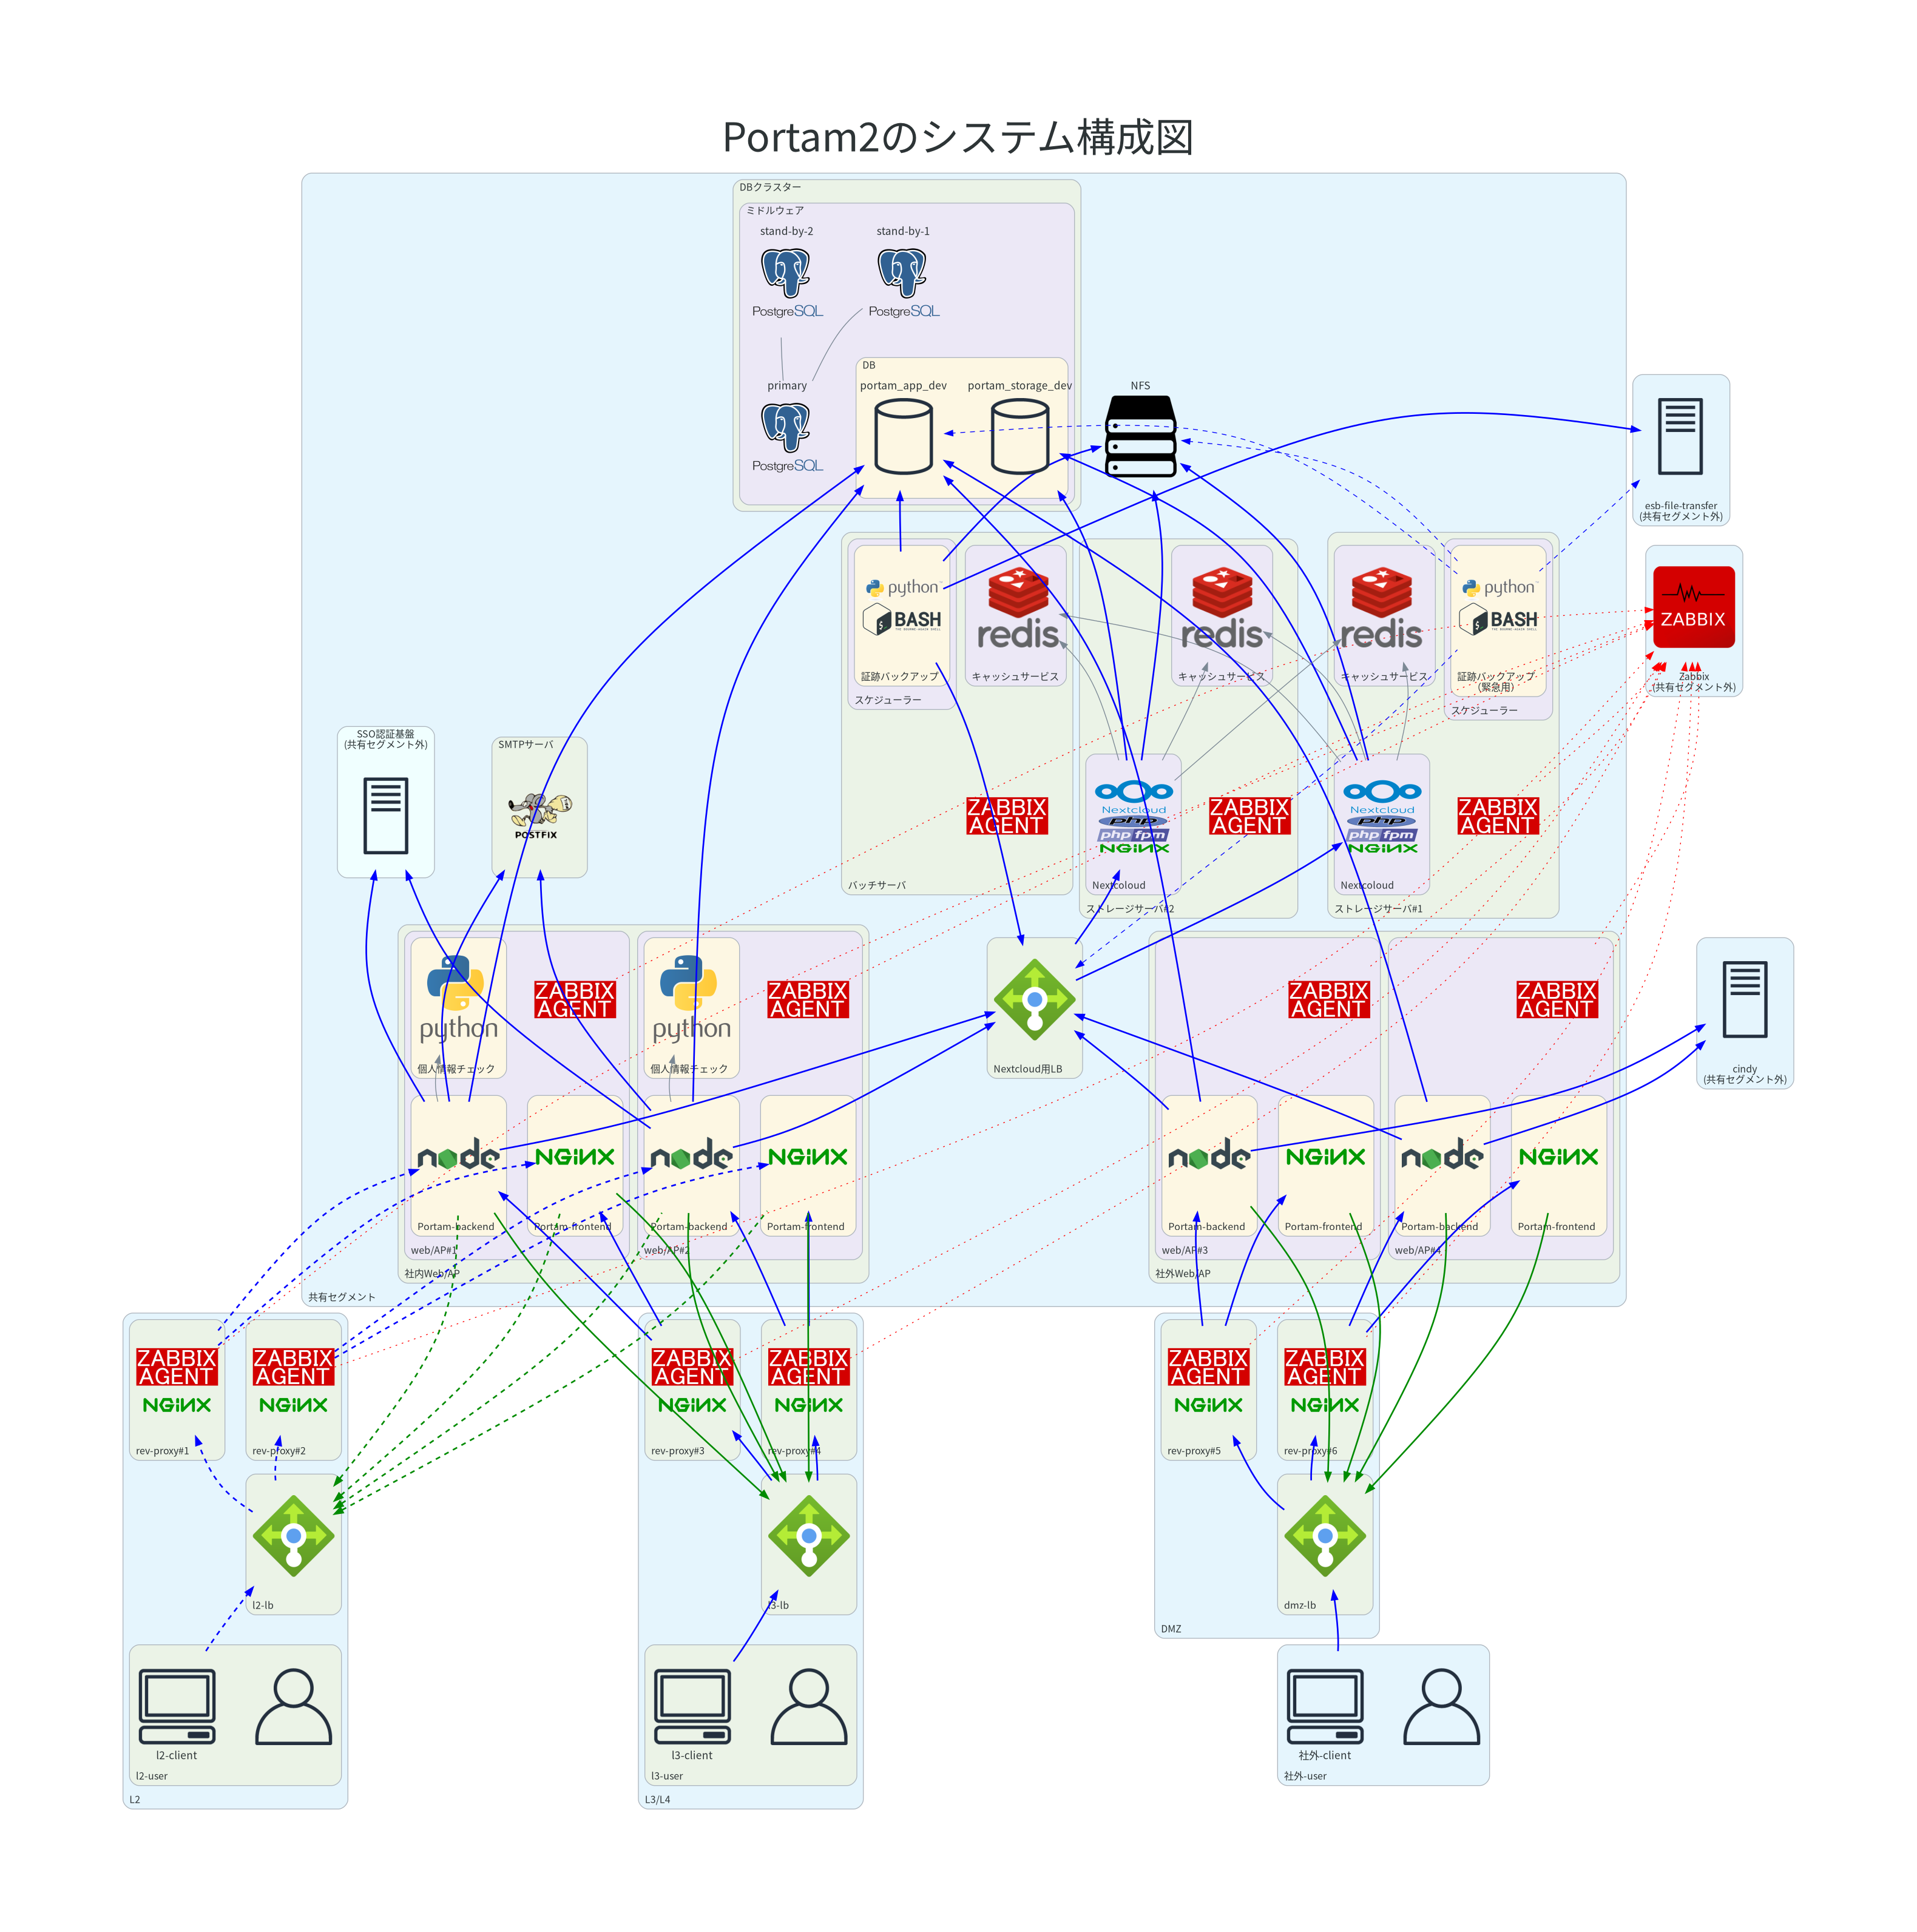 Portam2のシステム構成図
DBクラスター
ミドルウェア
stand-by-2
stand-by-1
PostgreSQL
PostgreSQL
DB
primary
portam_app_dev
portam_storage_dev
NFS
PostgreSQL
esb-file-transfer
(共有セグメント外)
python
BASH
THE BOURNE-AGAIN SHELL
証跡バックアップ
スケジューラー
redis
キャッシュサービス
redis
キャッシュサービス
redis
キャッシュサービス
python
BASH
THE BOURNE-AGAIN SHELL
証跡バックアップ
(緊急用)
スケジューラー
ZABBIX
Zabbix
(共有セグメント外)
SSO認証基盤
(共有セグメント外)
SMTPサーバ
POSTFIX
ZABBIX
AGENT
バッチサーバ
Nextcloud
php
php fpm
NGiNX
Nextcoloud
ZABBIX
AGENT
ストレージサーバ#2
Nextcloud
php
php fpm
NGiNX
Nextcoloud
ZABBIX
AGENT
ストレージサーバ#1
python
個人情報チェック
ZABBIX
AGENT
python
個人情報チェック
ZABBIX
AGENT
Nextcloud用LB
ZABBIX
AGENT
ZABBIX
AGENT
cindy
(共有セグメント外)
node
Portam-backend
NGiNX
Portam-frontend
web/AP#1
node
Portam-backend
NGiNX
Portam-frontend
web/AP#2
社内Web/AP
node
Portam-backend
NGiNX
Portam-frontend
web/AP#3
node
Portam-backend
NGiNX
Portam-frontend
web/AP#4
社外Web/AP
共有セグメント
ZABBIX
AGENT
NGiNX
rev-proxy#1
ZABBIX
AGENT
NGiNX
rev-proxy#2
ZABBIX
AGENT
NGiNX
rev-proxy#3
ZABBIX
AGENT
NGiNX
rev-proxy#4
ZABBIX
AGENT
NGiNX
rev-proxy#5
ZABBIX
AGENT
NGiNX
rev-proxy#6
l2-lb
l3-lb
dmz-lb
DMZ
l2-client
l2-user
L2
l3-client
l3-user
L3/L4
社外-client
社外-user